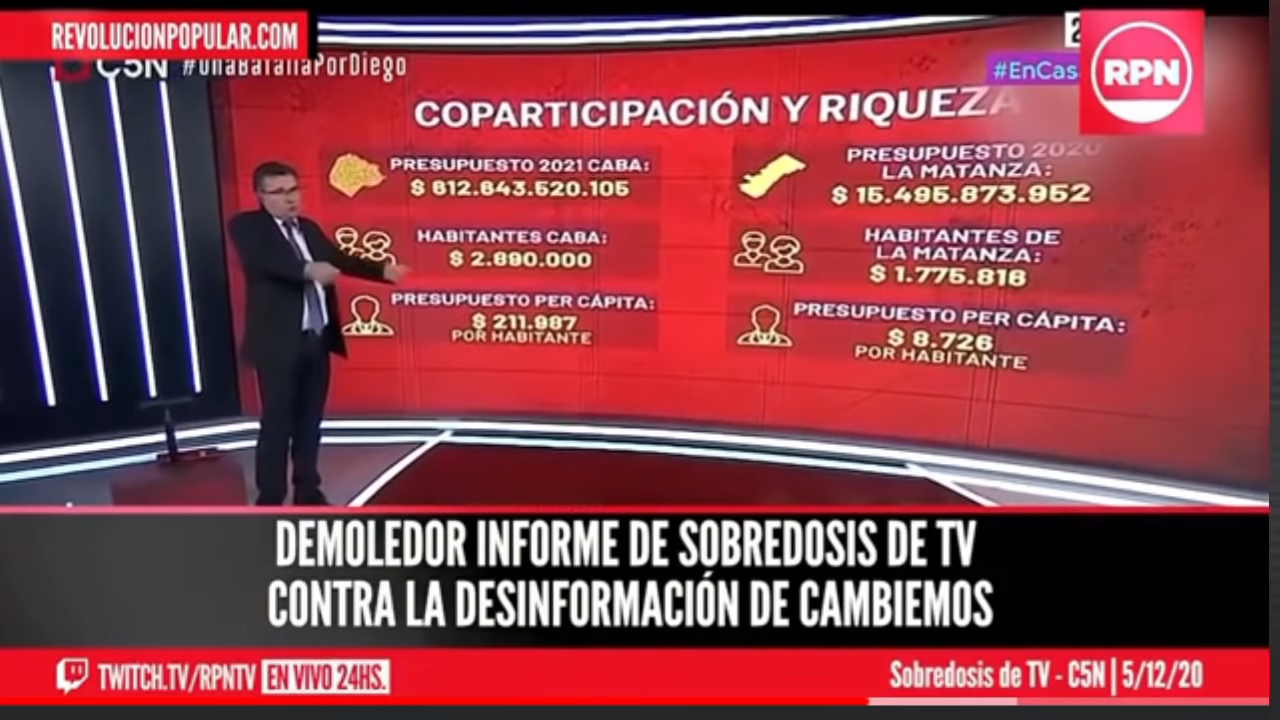 REVOLUCIONPOPULAR.COM
C5N #UnaBatallaPorDiego
#EnCas
RPN
COPARTICIPACIÓN Y RIQUEZA
PRESUPUESTO 2021 CABA:
$ 612.643.520.105
HABITANTES CABA:
$ 2.890.000
PRESUPUESTO PER CÁPITA:
$ 211.987
POR HABITANTE
PRESUPUESTO 2020
LA MATANZA:
$ 15.495.873.952
HABITANTES DE
LA MATANZA:
$ 1.775.816
PRESUPUESTO PER CÁPITA:
$ 8.726
POR HABITANTE
DEMOLEDOR INFORME DE SOBREDOSIS DE TV
CONTRA LA DESINFORMACIÓN DE CAMBIEMOS
TWITCH.TV/RPNTV EN VIVO 24HS.
Sobredosis de TV - C5N | 5/12/20